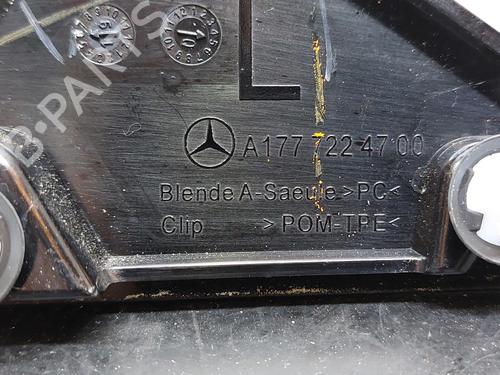 L
A177 722 47 00
Blende A-Saeule >PC<
Clip >POM-TPE<
B-PARTS